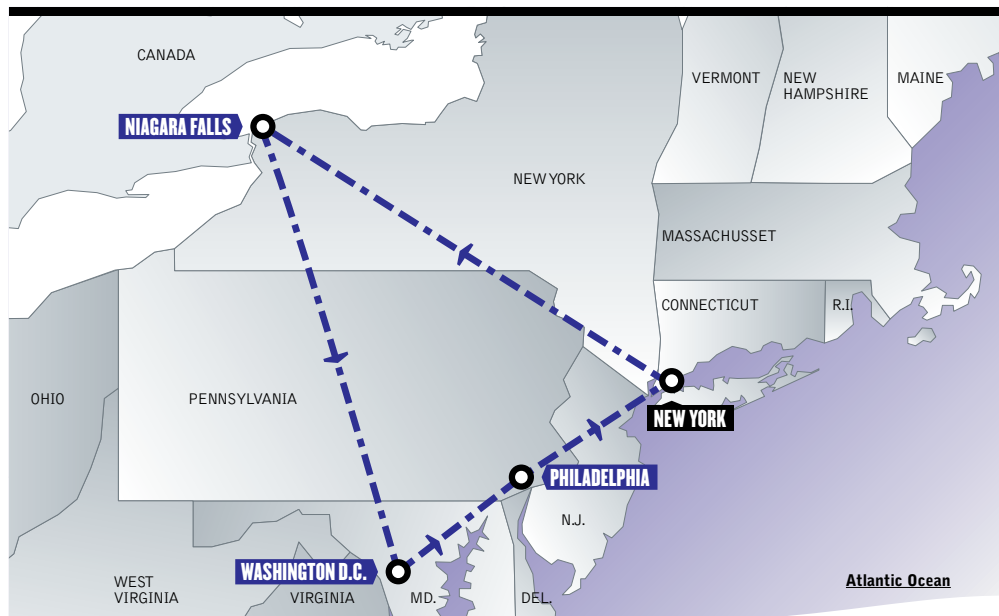 CANADA
VERMONT
NEW
HAMPSHIRE
MAINE
NIAGARA FALLS
NEW YORK
MASSACHUSSET
CONNECTICUT
R.I.
OHIO
PENNSYLVANIA
NEW YORK
PHILADELPHIA
N.J.
WASHINGTON D.C.
WEST
VIRGINIA
VIRGINIA
MD.
DEL.
Atlantic Ocean